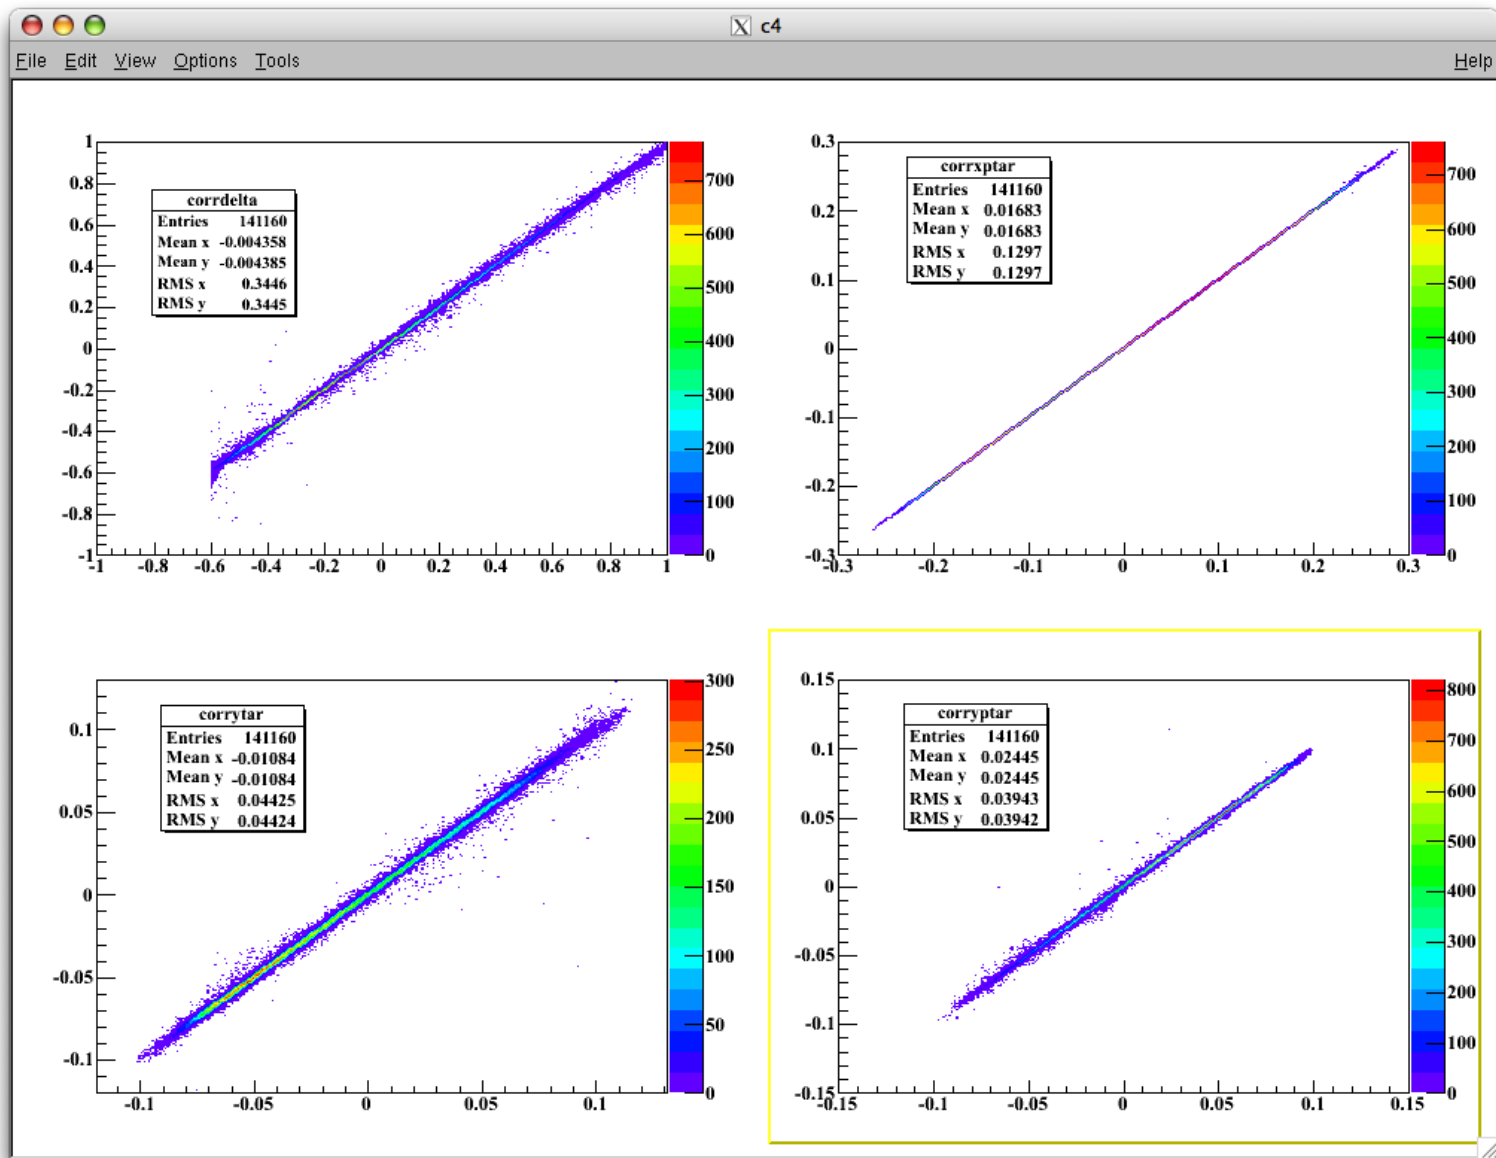 c4
File Edit View Options Tools Help
corrdelta
Entries 141160
Mean x -0.004358
Mean y -0.004385
RMS x 0.3446
RMS y 0.3445
1
0.8
0.6
0.4
0.2
0
-0.2
-0.4
-0.6
-0.8
-1
-1 -0.8 -0.6 -0.4 -0.2 0 0.2 0.4 0.6 0.8 1
700
600
500
400
300
200
100
0
corrxptar
Entries 141160
Mean x 0.01683
Mean y 0.01683
RMS x 0.1297
RMS y 0.1297
0.3
0.2
0.1
0
-0.1
-0.2
-0.3
-0.3 -0.2 -0.1 0 0.1 0.2 0.3
700
600
500
400
300
200
100
0
corrytar
Entries 141160
Mean x -0.01084
Mean y -0.01084
RMS x 0.04425
RMS y 0.04424
0.1
0.05
0
-0.05
-0.1
-0.1 -0.05 0 0.05 0.1
300
250
200
150
100
50
0
corryptar
Entries 141160
Mean x 0.02445
Mean y 0.02445
RMS x 0.03943
RMS y 0.03942
0.15
0.1
0.05
0
-0.05
-0.1
-0.15
-0.15 -0.1 -0.05 0 0.05 0.1 0.15
800
700
600
500
400
300
200
100
0